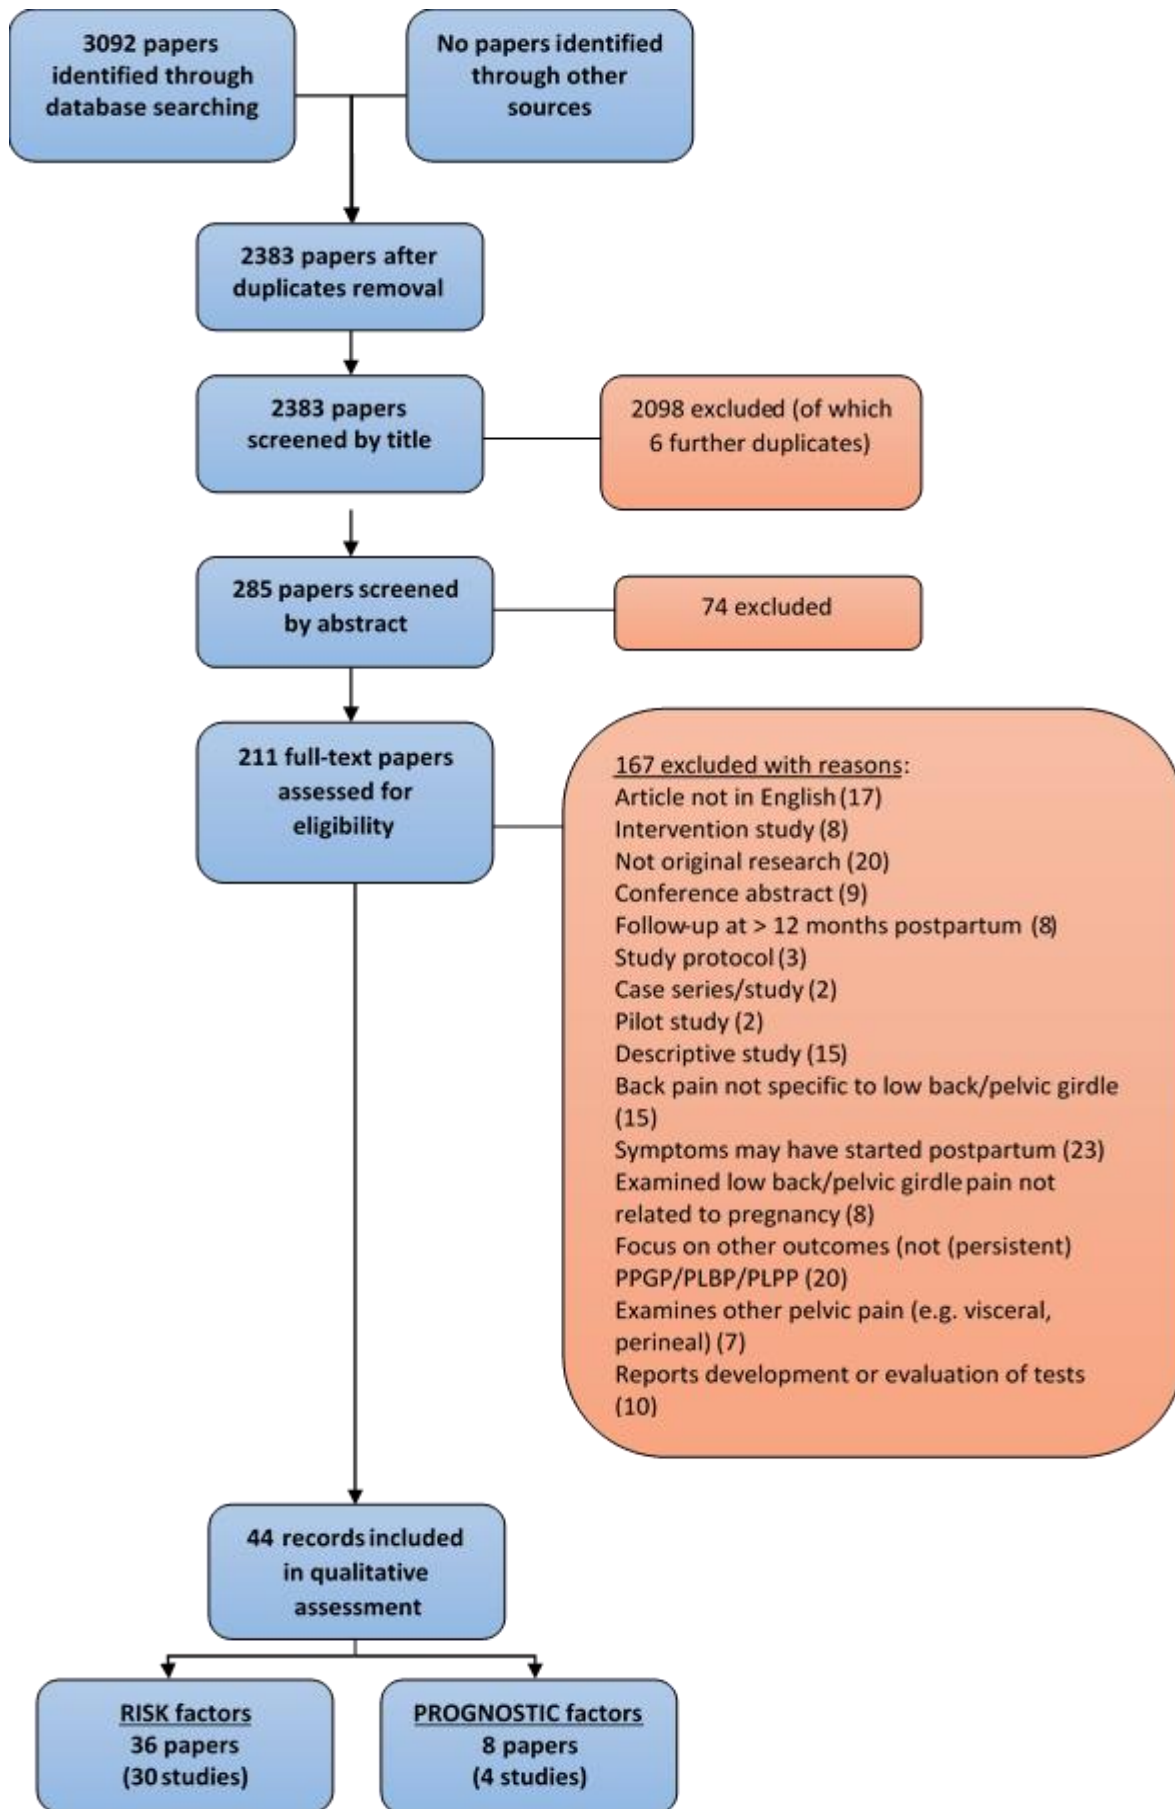 3092 papers
identified through
database searching
No papers identified
through other
sources
2383 papers after
duplicates removal
2383 papers
screened by title
2098 excluded (of which
6 further duplicates)
285 papers screened
by abstract
74 excluded
211 full-text papers
assessed for
eligibility
167 excluded with reasons:
Article not in English (17)
Intervention study (8)
Not original research (20)
Conference abstract (9)
Follow-up at > 12 months postpartum (8)
Study protocol (3)
Case series/study (2)
Pilot study (2)
Descriptive study (15)
Back pain not specific to low back/pelvic girdle
(15)
Symptoms may have started postpartum (23)
Examined low back/pelvic girdle pain not
related to pregnancy (8)
Focus on other outcomes (not (persistent)
PPGP/PLBP/PLPP (20)
Examines other pelvic pain (e.g. visceral,
perineal) (7)
Reports development or evaluation of tests
(10)
44 records included
in qualitative
assessment
RISK factors
36 papers
(30 studies)
PROGNOSTIC factors
8 papers
(4 studies)